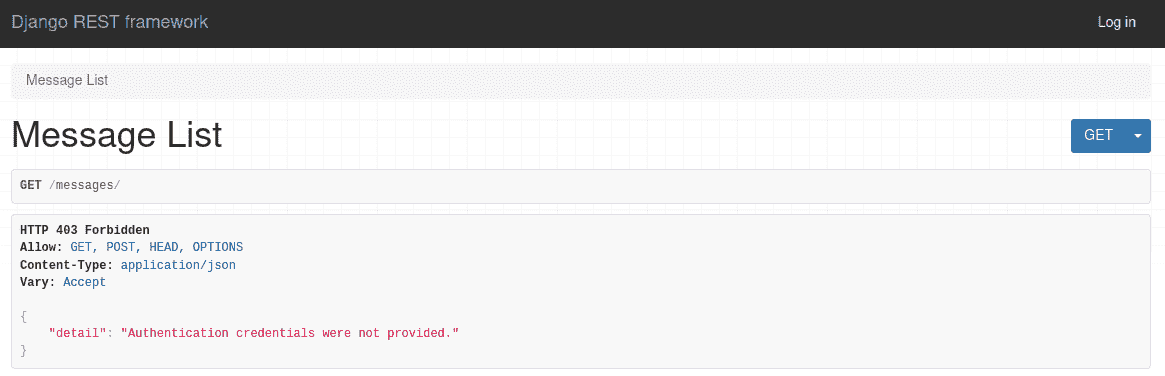 Django REST framework
Log in
Message List
Message List
GET
GET /messages/
HTTP 403 Forbidden
Allow: GET, POST, HEAD, OPTIONS
Content-Type: application/json
Vary: Accept
{
    "detail": "Authentication credentials were not provided."
}